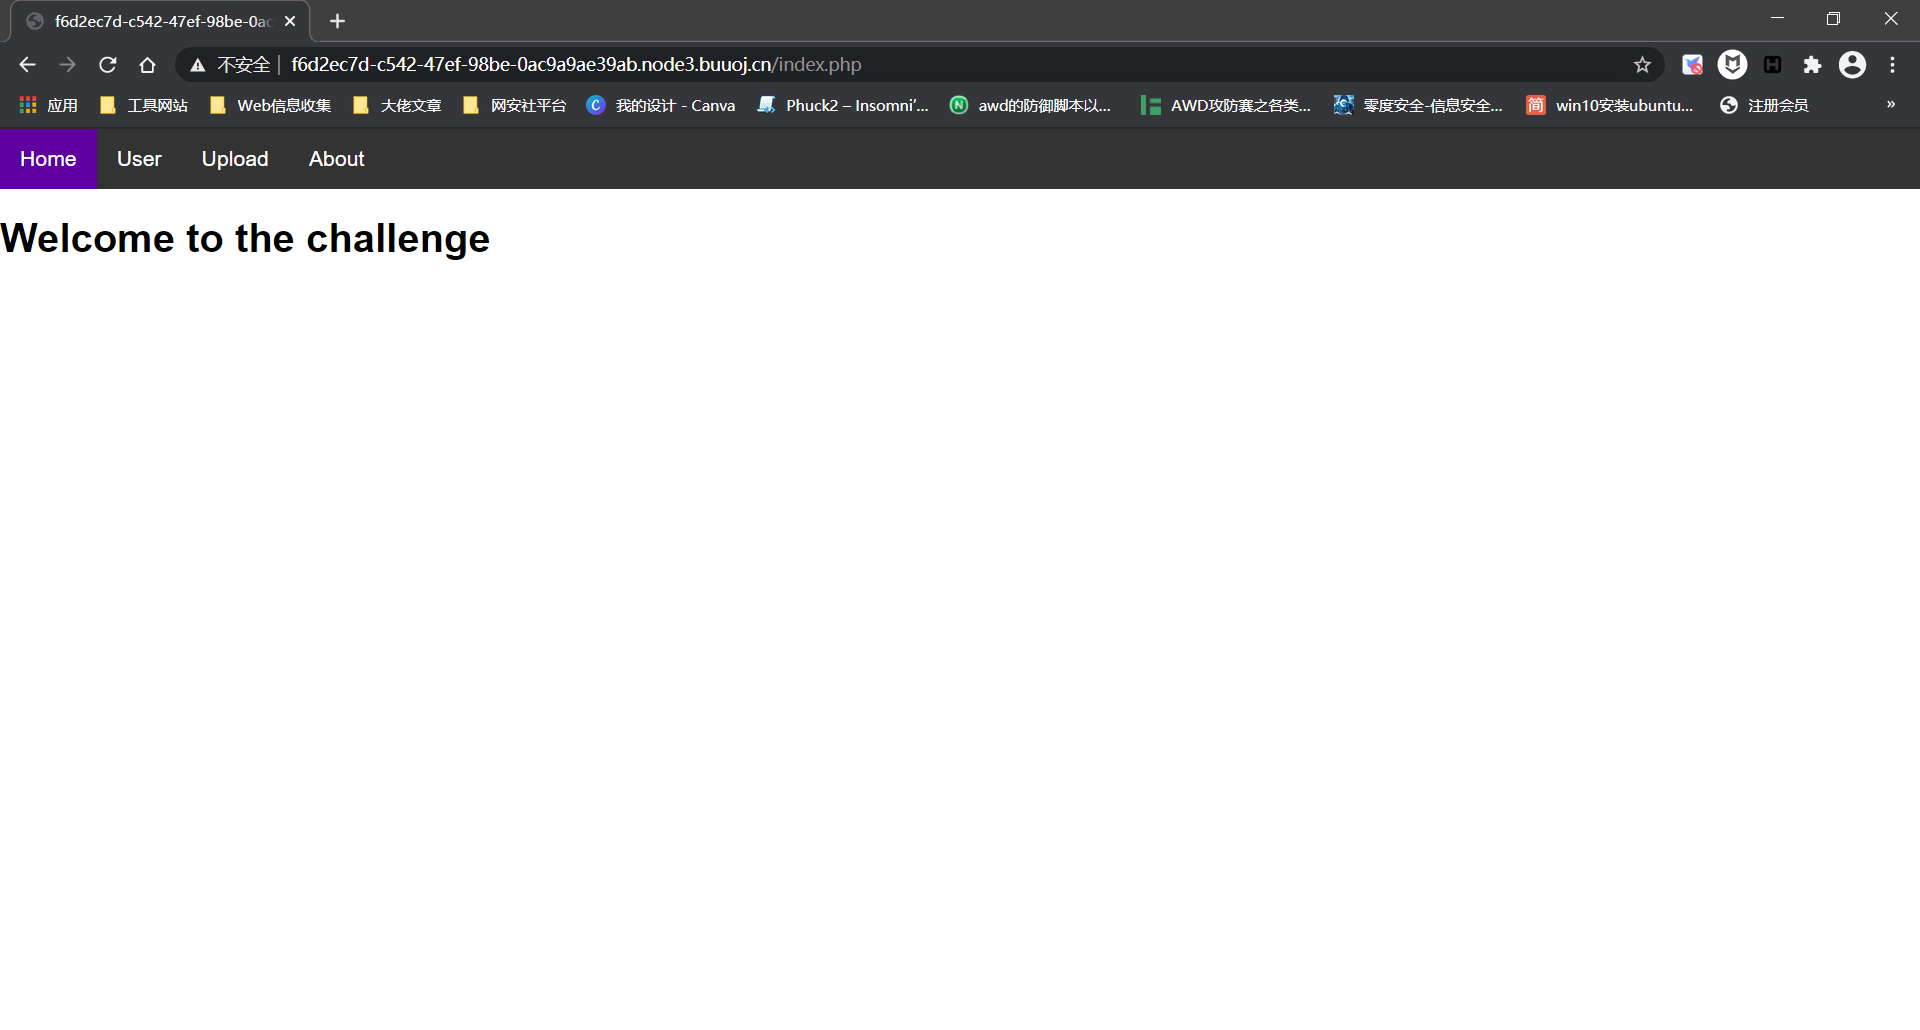 f6d2ec7d-c542-47ef-98be-0ac
不安全 | f6d2ec7d-c542-47ef-98be-0ac9a9ae39ab.node3.buuoj.cn/index.php
应用 工具网站 Web信息收集 大佬文章 网安社平台 我的设计 - Canva Phuck2 – Insomni'... awd的防御脚本以... AWD攻防赛之各类... 零度安全-信息安全... 简 win10安装ubuntu... 注册会员 »
Home User Upload About
Welcome to the challenge